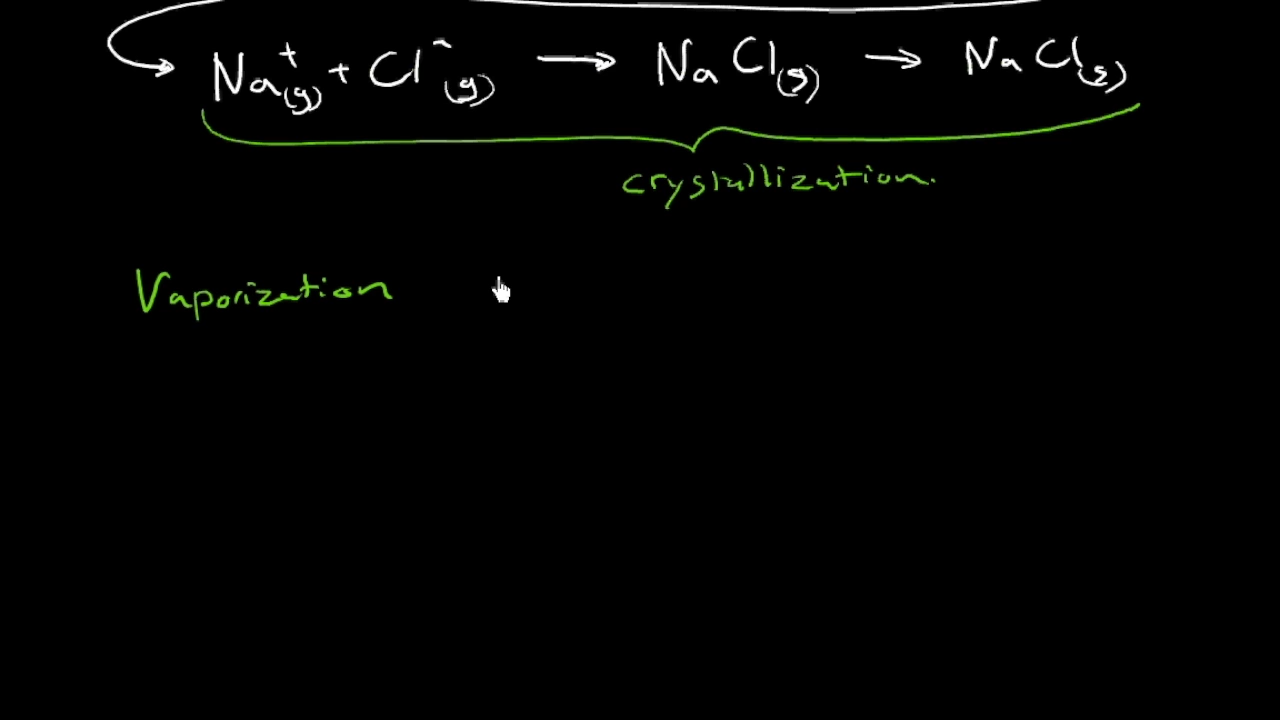 Na⁺(g) + Cl⁻(g) → NaCl(g) → NaCl(s)
crystallization.
Vaporization